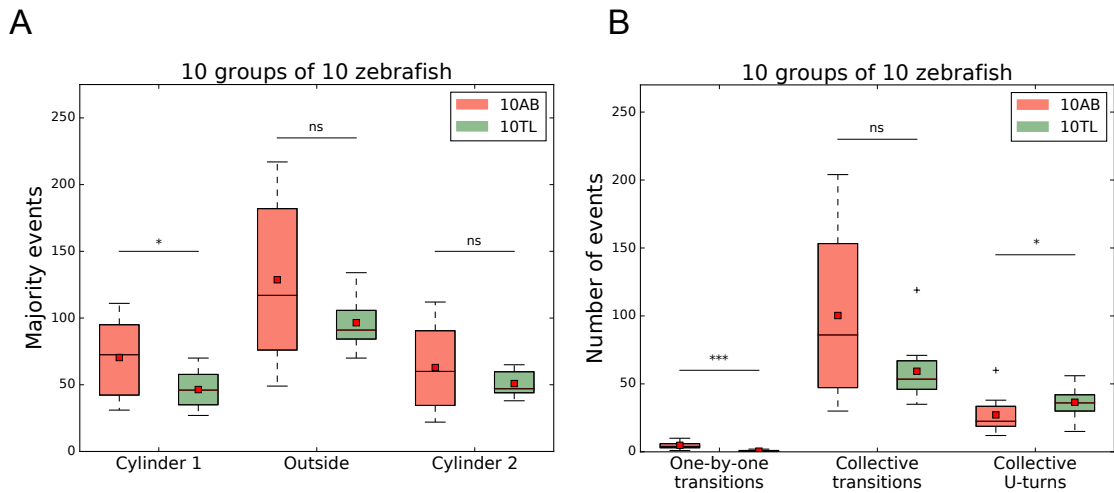 A
10 groups of 10 zebrafish
10AB
10TL
ns
*
ns
Majority events
250
200
150
100
50
0
Cylinder 1
Outside
Cylinder 2
B
10 groups of 10 zebrafish
10AB
10TL
ns
*
***
Number of events
250
200
150
100
50
0
One-by-one
transitions
Collective
transitions
Collective
U-turns